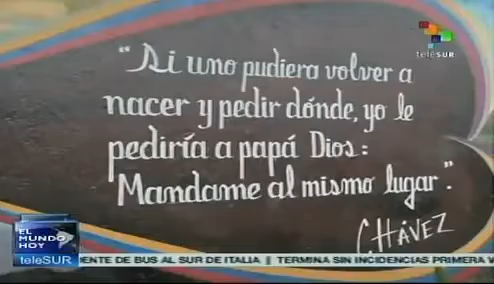 teleSUR
"Si uno pudiera volver a
nacer y pedir dónde, yo le
pediría a papá Dios:
Mandame al mismo lugar".
CHÁVEZ
EL
MUNDO
HOY
teleSUR
ENTE DE BUS AL SUR DE ITALIA | TERMINA SIN INCIDENCIAS PRIMERA V